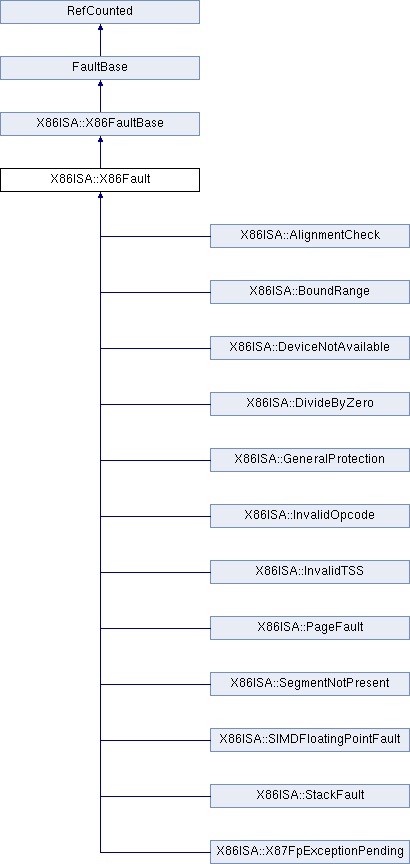 RefCounted
FaultBase
X86ISA::X86FaultBase
X86ISA::X86Fault
X86ISA::AlignmentCheck
X86ISA::BoundRange
X86ISA::DeviceNotAvailable
X86ISA::DivideByZero
X86ISA::GeneralProtection
X86ISA::InvalidOpcode
X86ISA::InvalidTSS
X86ISA::PageFault
X86ISA::SegmentNotPresent
X86ISA::SIMDFloatingPointFault
X86ISA::StackFault
X86ISA::X87FpExceptionPending